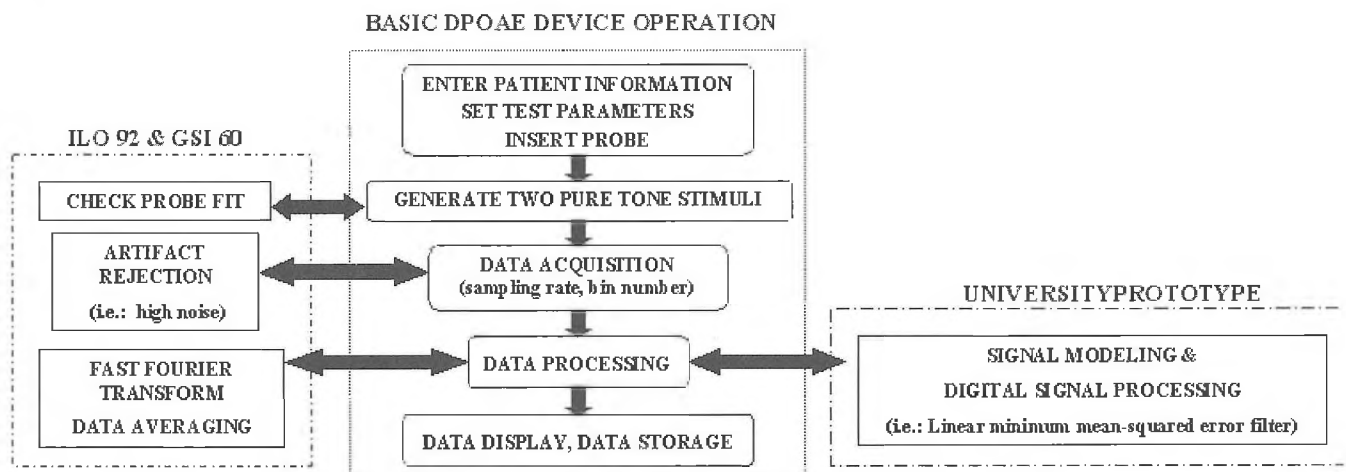 BASIC DPOAE DEVICE OPERATION
ENTER PATIENT INFORMATION
SET TEST PARAMETERS
INSERT PROBE
ILO 92 & GSI 60
CHECK PROBE FIT
GENERATE TWO PURE TONE STIMULI
ARTIFACT
REJECTION
(i.e.: high noise)
DATA ACQUISITION
(sampling rate, bin number)
UNIVERSITYPROTOTYPE
FAST FOURIER
TRANSFORM
DATA AVERAGING
DATA PROCESSING
SIGNAL MODELING &
DIGITAL SIGNAL PROCESSING
(i.e.: Linear minimum mean-squared error filter)
DATA DISPLAY, DATA STORAGE